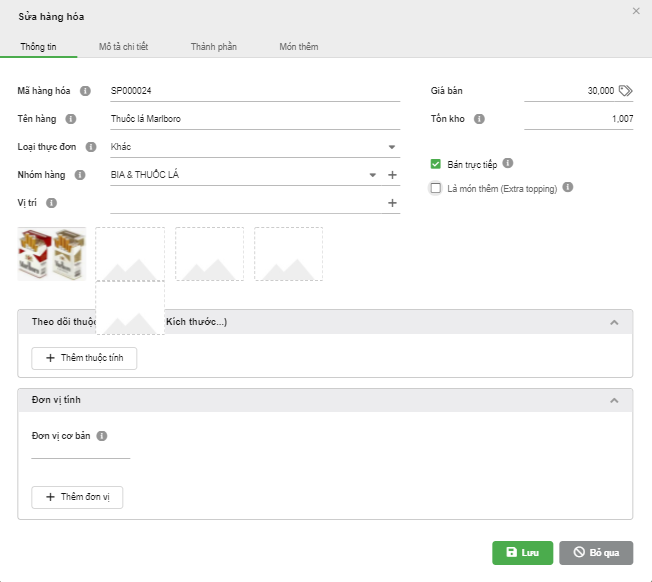 Sửa hàng hóa
Thông tin
Mô tả chi tiết
Thành phần
Món thêm
Mã hàng hóa SP000024
Giá bán 30,000
Tên hàng Thuốc lá Marlboro
Tồn kho 1,007
Loại thực đơn Khác
Nhóm hàng BIA & THUỐC LÁ
Bán trực tiếp
Là món thêm (Extra topping)
Vị trí
Marlboro
Theo dõi thuộc
Kích thước...)
Thêm thuộc tính
Đơn vị tính
Đơn vị cơ bản
Thêm đơn vị
Lưu
Bỏ qua